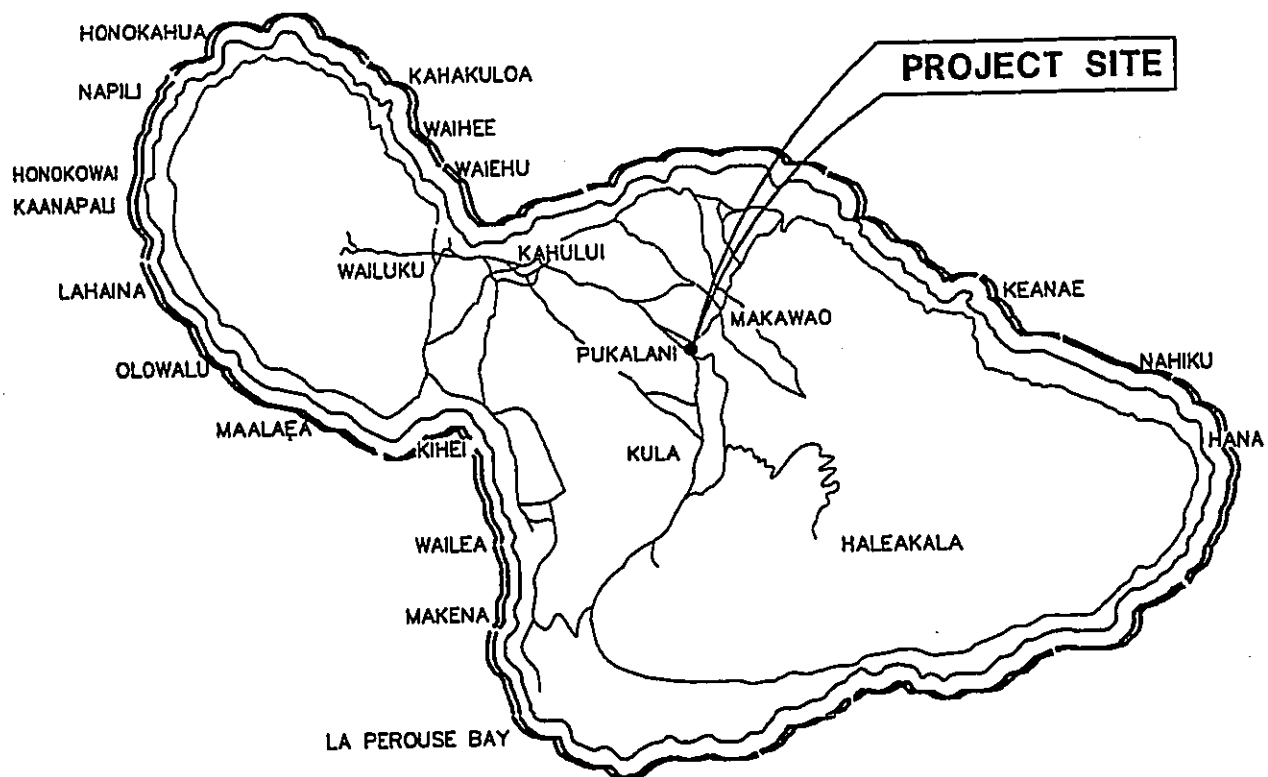 HONOKAHUA
PROJECT SITE
KAHAKULOA
NAPILI
WAIHEE
WAIEHU
HONOKOWAI
KAANAPALI
KAHULUI
WAILUKU
LAHAINA
KEANAE
MAKAWAO
PUKALANI
OLOWALU
NAHIKU
MAALAEA
KIHEI
HANA
KULA
WAILEA
HALEAKALA
MAKENA
LA PEROUSE BAY